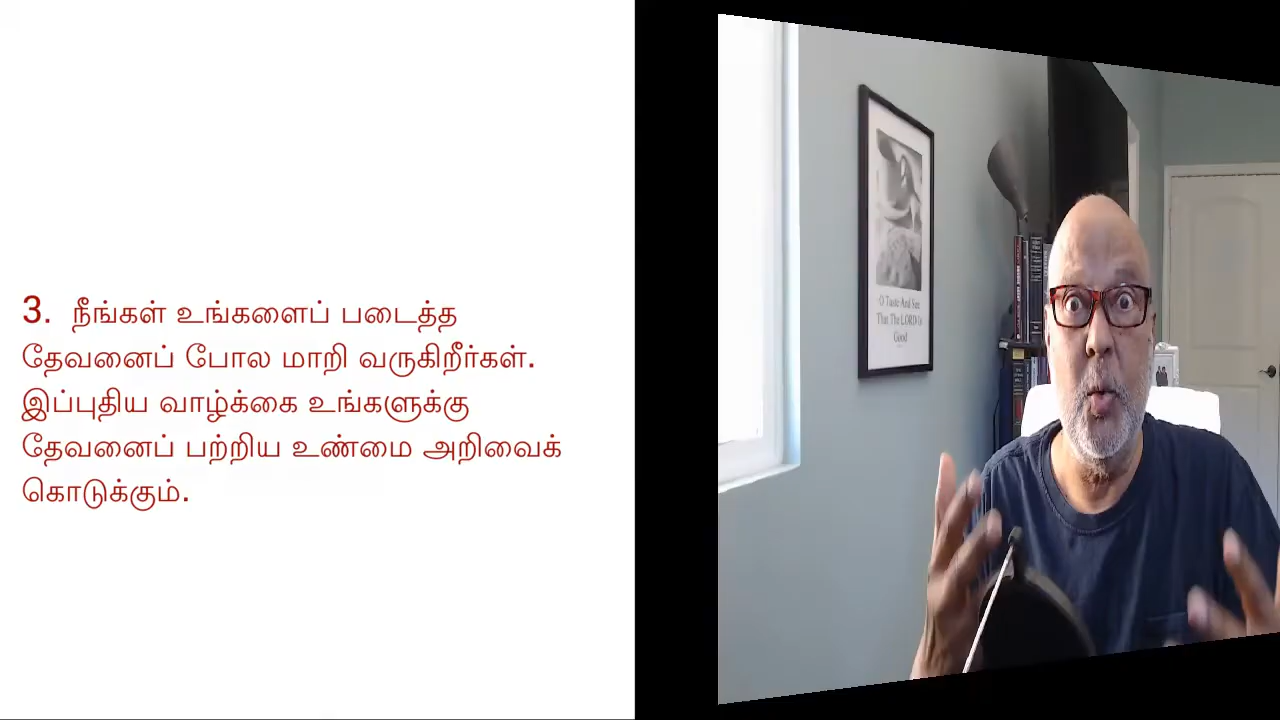 3. நீங்கள் உங்களைப் படைத்த
தேவனைப் போல மாறி வருகிறீர்கள்.
இப்புதிய வாழ்க்கை உங்களுக்கு
தேவனைப் பற்றிய உண்மை அறிவைக்
கொடுக்கும்.
O Taste And See
That The LORD Is
Good